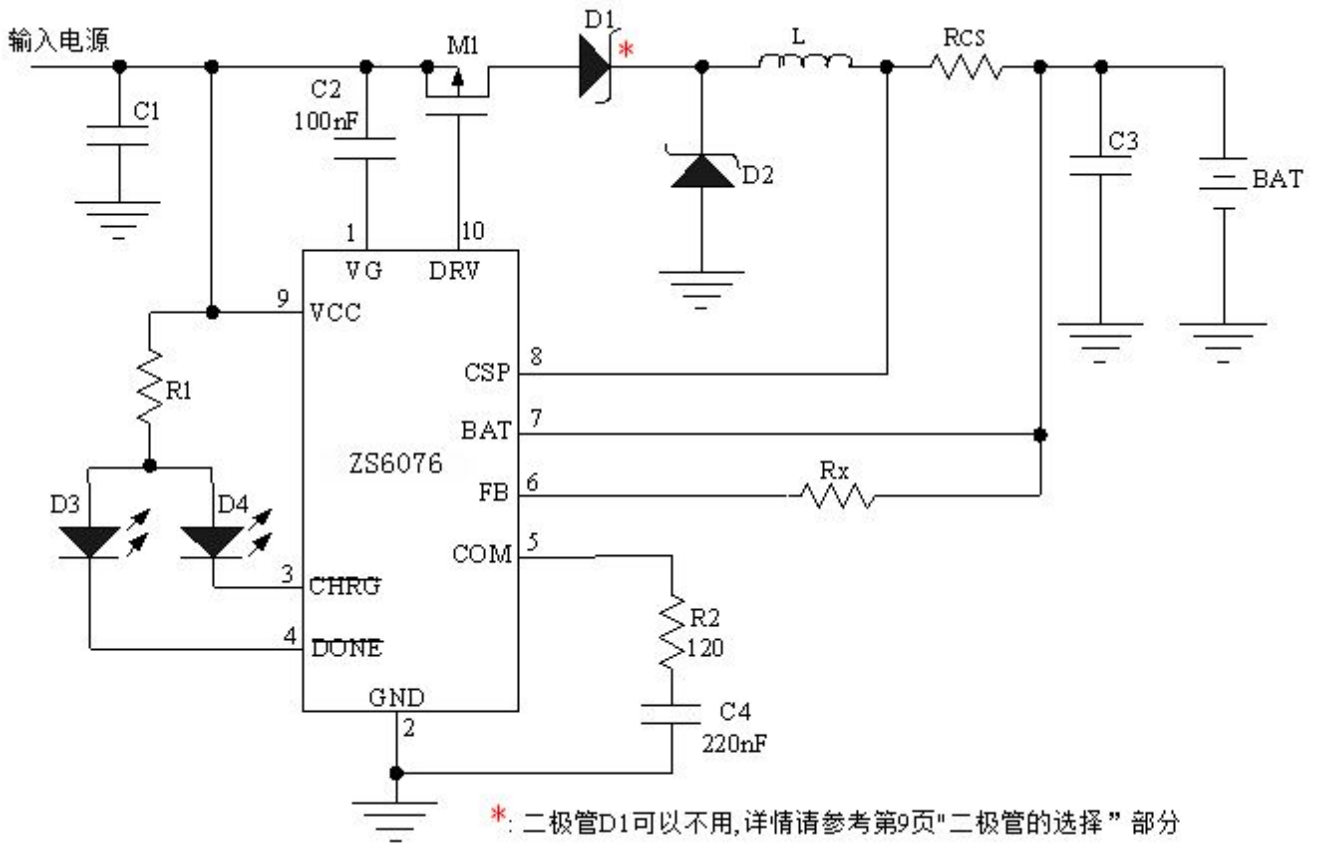 输入电源
D1
*
M1
L
RCS
C2
100nF
C1
C3
D2
BAT
1
10
VG
DRV
9
VCC
8
CSP
R1
7
BAT
ZS6076
Rx
6
FB
D3
D4
5
COM
3
CHRG
R2
120
4
DONE
GND
2
C4
220nF
*: 二极管D1可以不用,详情请参考第9页"二极管的选择”部分